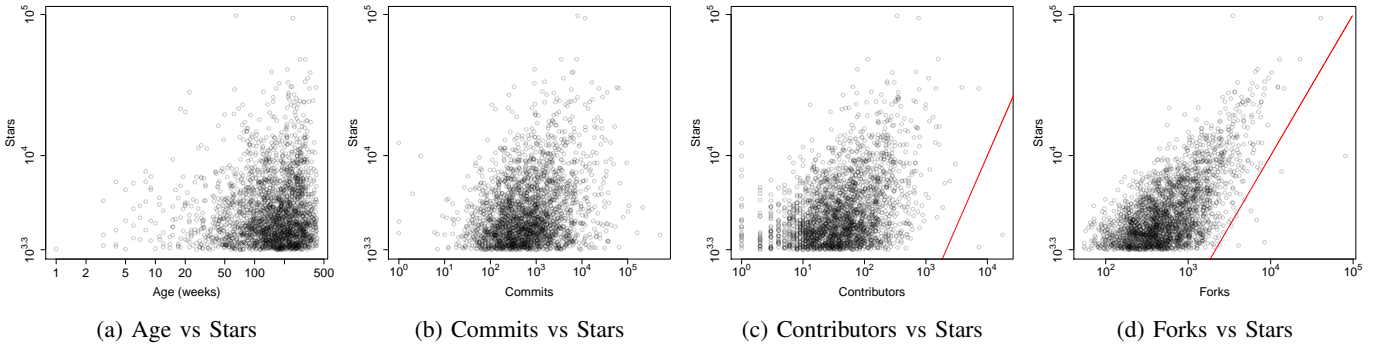 10^5
10^4
10^3.3
Stars
1 2 5 10 20 50 100 500
Age (weeks)
(a) Age vs Stars
10^5
10^4
10^3.3
Stars
10^0 10^1 10^2 10^3 10^4 10^5
Commits
(b) Commits vs Stars
10^5
10^4
10^3.3
Stars
10^0 10^1 10^2 10^3 10^4
Contributors
(c) Contributors vs Stars
10^5
10^4
10^3.3
Stars
10^2 10^3 10^4 10^5
Forks
(d) Forks vs Stars